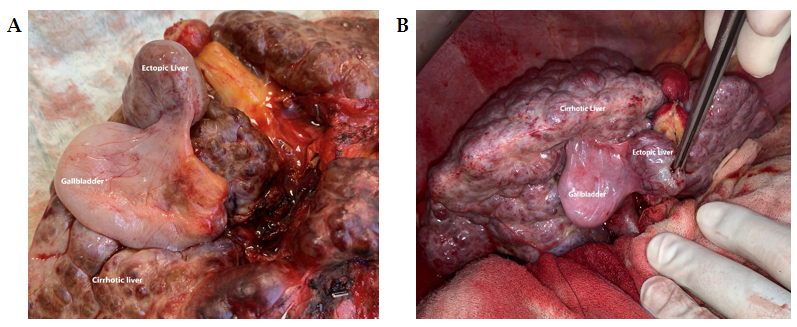 A
B
Ectopic Liver
Gallbladder
Cirrhotic liver
Cirrhotic Liver
Ectopic Liver
Gallbladder